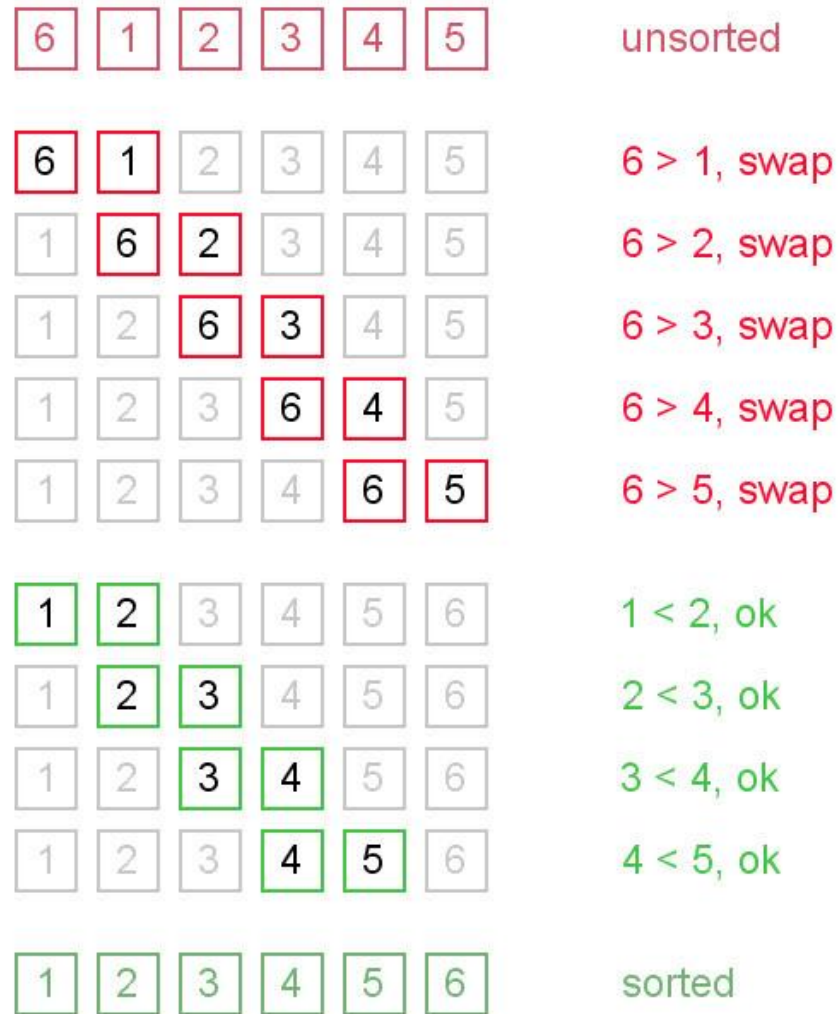 6 1 2 3 4 5 unsorted
6 1 2 3 4 5 6 > 1, swap
1 6 2 3 4 5 6 > 2, swap
1 2 6 3 4 5 6 > 3, swap
1 2 3 6 4 5 6 > 4, swap
1 2 3 4 6 5 6 > 5, swap
1 2 3 4 5 6 1 < 2, ok
1 2 3 4 5 6 2 < 3, ok
1 2 3 4 5 6 3 < 4, ok
1 2 3 4 5 6 4 < 5, ok
1 2 3 4 5 6 sorted